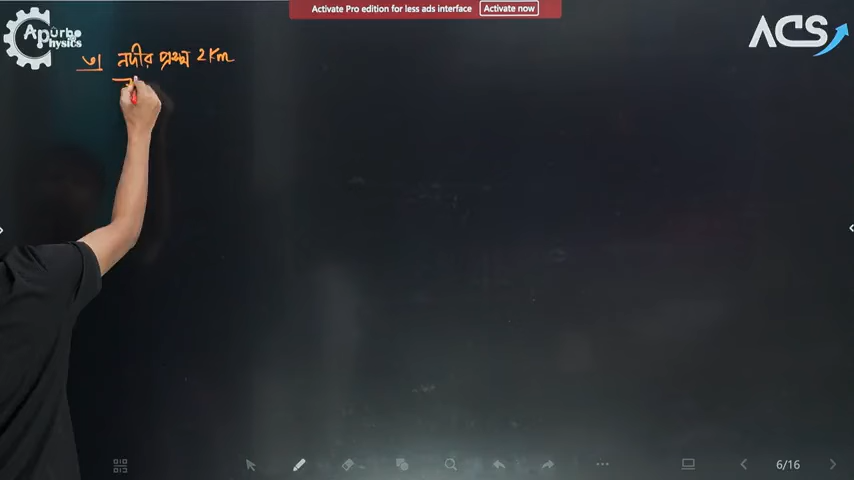 Activate Pro edition for less ads interface Activate now
Apurbo Physics
ACS
৩| নদীর প্রস্থ 2 Km
6/16